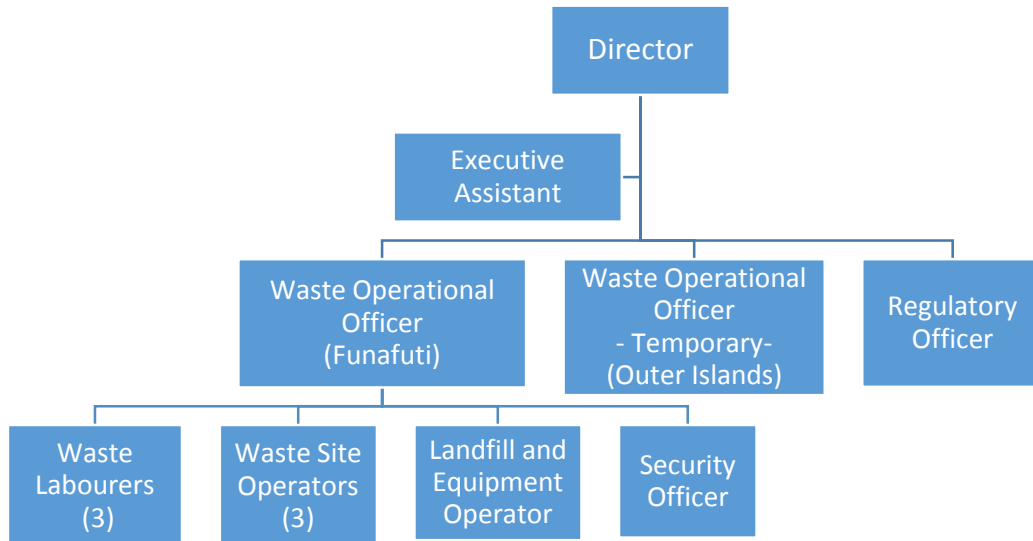 Director
Executive
Assistant
Waste Operational
Officer
(Funafuti)
Waste Operational
Officer
- Temporary-
(Outer Islands)
Regulatory
Officer
Waste
Labourers
(3)
Waste Site
Operators
(3)
Landfill and
Equipment
Operator
Security
Officer